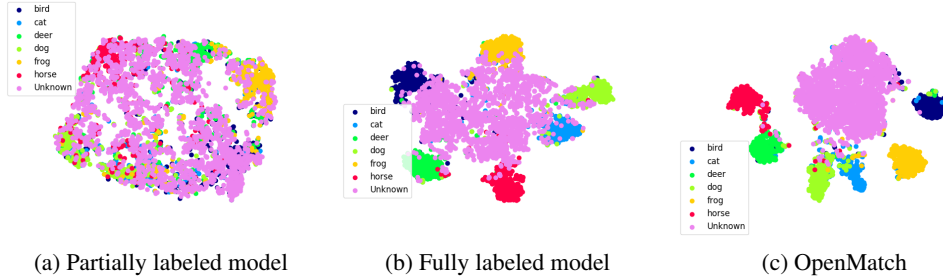 bird
cat
deer
dog
frog
horse
Unknown
bird
cat
deer
dog
frog
horse
Unknown
bird
cat
deer
dog
frog
horse
Unknown
(a) Partially labeled model
(b) Fully labeled model
(c) OpenMatch